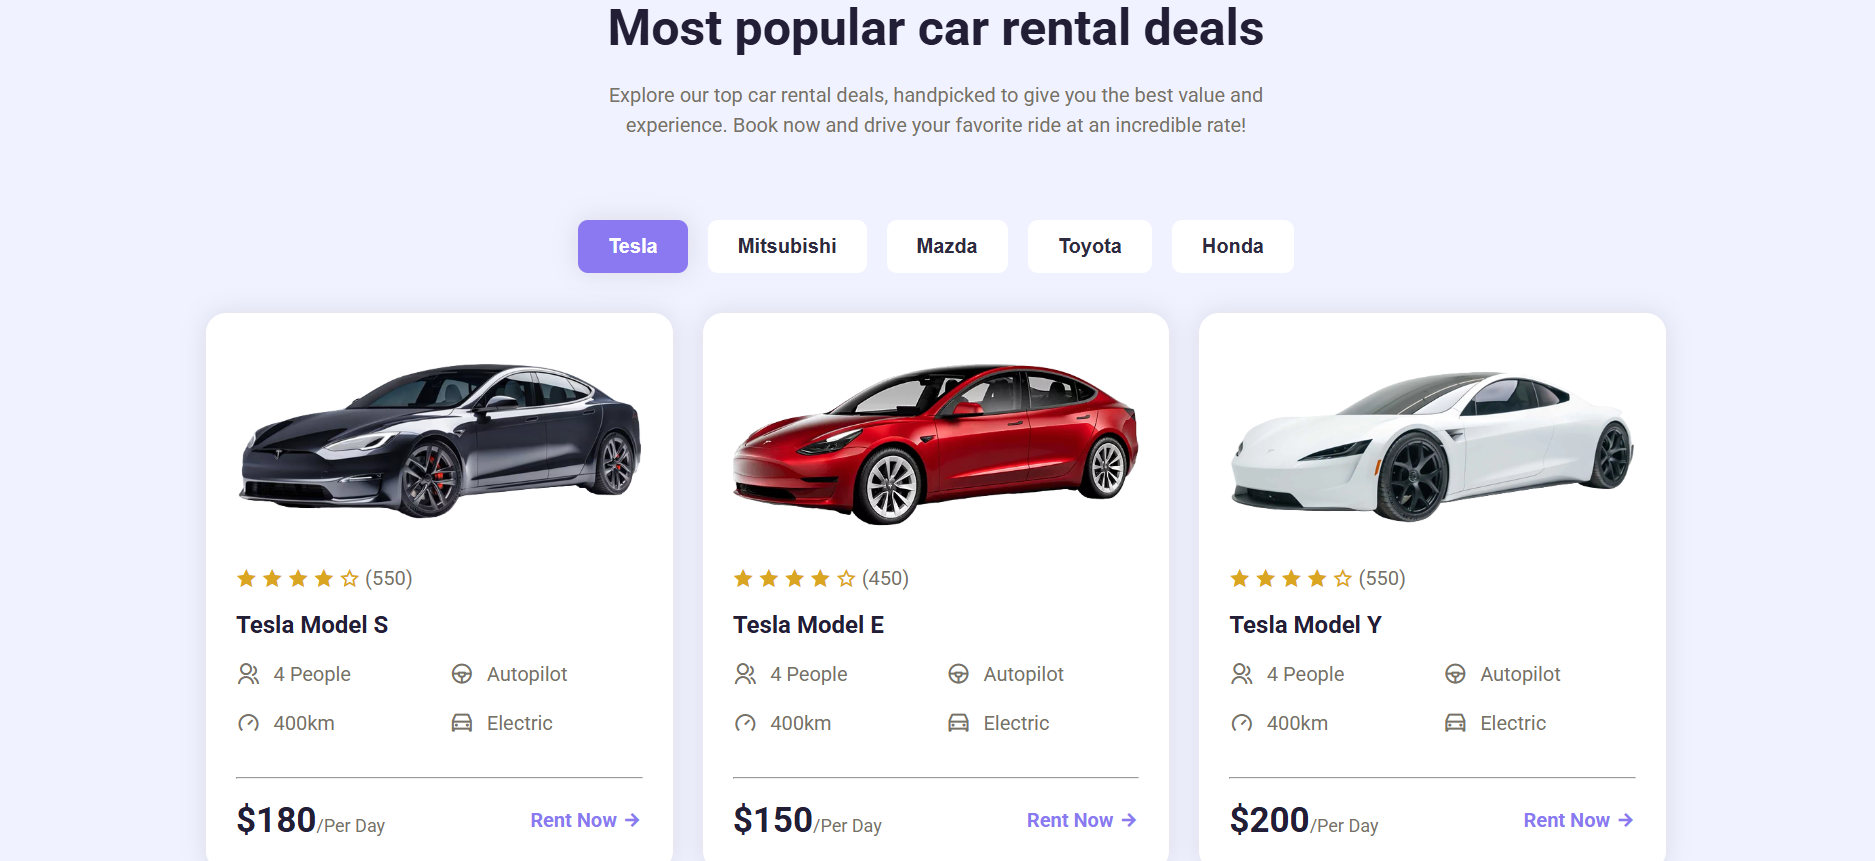 Most popular car rental deals
Explore our top car rental deals, handpicked to give you the best value and
experience. Book now and drive your favorite ride at an incredible rate!
Tesla
Mitsubishi
Mazda
Toyota
Honda
(550)
Tesla Model S
4 People
Autopilot
400km
Electric
$180/Per Day
Rent Now
(450)
Tesla Model E
4 People
Autopilot
400km
Electric
$150/Per Day
Rent Now
(550)
Tesla Model Y
4 People
Autopilot
400km
Electric
$200/Per Day
Rent Now